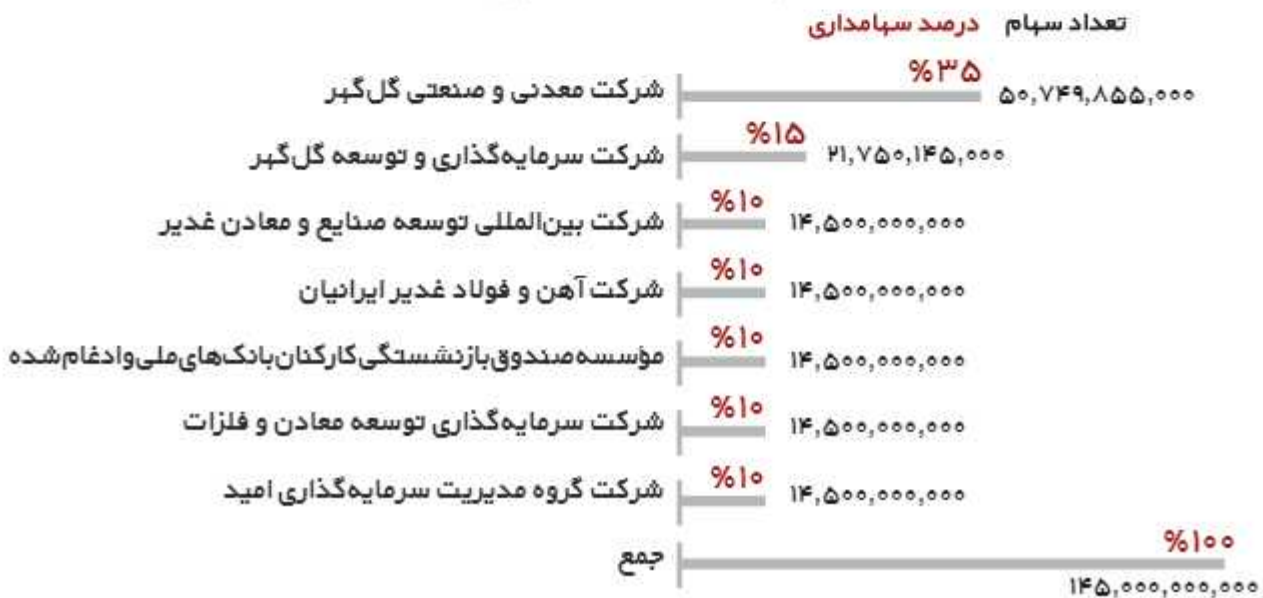 تعداد سهام درصد سهامداری
شرکت معدنی و صنعتی گل‌گهر %۳۵ ۵۰,۷۴۹,۸۵۵,۰۰۰
شرکت سرمایه‌گذاری و توسعه گل‌گهر %۱۵ ۲۱,۷۵۰,۱۴۵,۰۰۰
شرکت بین‌المللی توسعه صنایع و معادن غدیر %۱۰ ۱۴,۵۰۰,۰۰۰,۰۰۰
شرکت آهن و فولاد غدیر ایرانیان %۱۰ ۱۴,۵۰۰,۰۰۰,۰۰۰
مؤسسه صندوق بازنشستگی کارکنان بانک‌های ملی و ادغام شده %۱۰ ۱۴,۵۰۰,۰۰۰,۰۰۰
شرکت سرمایه‌گذاری توسعه معادن و فلزات %۱۰ ۱۴,۵۰۰,۰۰۰,۰۰۰
شرکت گروه مدیریت سرمایه‌گذاری امید %۱۰ ۱۴,۵۰۰,۰۰۰,۰۰۰
جمع %۱۰۰ ۱۴۵,۰۰۰,۰۰۰,۰۰۰